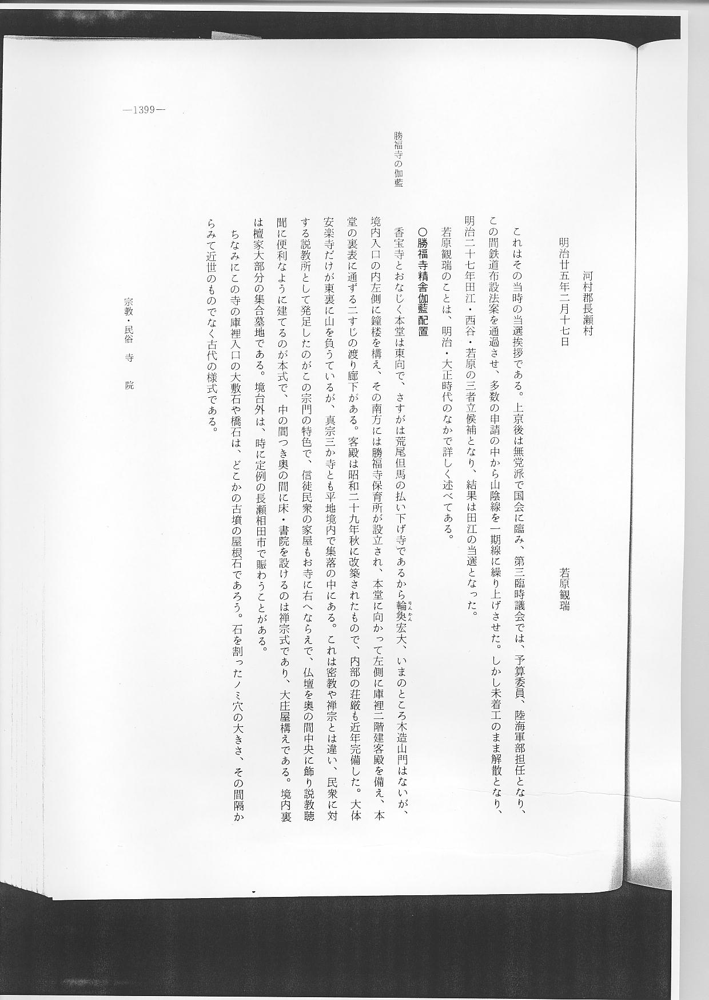 河村郡長瀬村
明治廿五年二月十七日　若原観瑞
これはその当時の当選挨拶である。上京後は無党派で国会に臨み、第三臨時議会では、予算委員、陸海軍部担任となり、
この間鉄道布設法案を通過させ、多数の申請の中から山陰線を一期線に繰り上げさせた。しかし未着工のまま解散となり、
明治二十七年田江・西谷・若原の三者立候補となり、結果は田江の当選となった。
若原観瑞のことは、明治・大正時代のなかで詳しく述べてある。
〇勝福寺精舎伽藍配置
勝福寺の伽藍
香宝寺とおなじく本堂は東向で、さすがは荒尾但馬の払い下げ寺であるから輪奐宏大、いまのところ木造山門はないが、
りんかん
境内入口の内左側に鐘楼を構え、その南方には勝福寺保育所が設立され、本堂に向かって左側に庫裡二階建客殿を備え、本
堂の裏表に通ずる二すじの渡り廊下がある。客殿は昭和二十九年秋に改築されたもので、内部の荘厳も近年完備した。大体
安楽寺だけが東裏に山を負うているが、真宗三か寺とも平地境内で集落の中にある。これは密教や禅宗とは違い、民衆に対
する説教所として発足したのがこの宗門の特色で、信徒民衆の家屋もお寺に右へならえで、仏壇を奥の間中央に飾り説教聴
聞に便利なように建てるのが本式で、中の間つき奥の間に床・書院を設けるのは禅宗式であり、大庄屋構えである。境内裏
は檀家大部分の集合墓地である。境台外は、時に定例の長瀬相田市で賑わうことがある。
ちなみにこの寺の庫裡入口の大敷石や橋石は、どこかの古墳の屋根石であろう。石を割ったノミ穴の大きさ、その間隔か
らみて近世のものでなく古代の様式である。
宗教・民俗　寺　院
—1399—